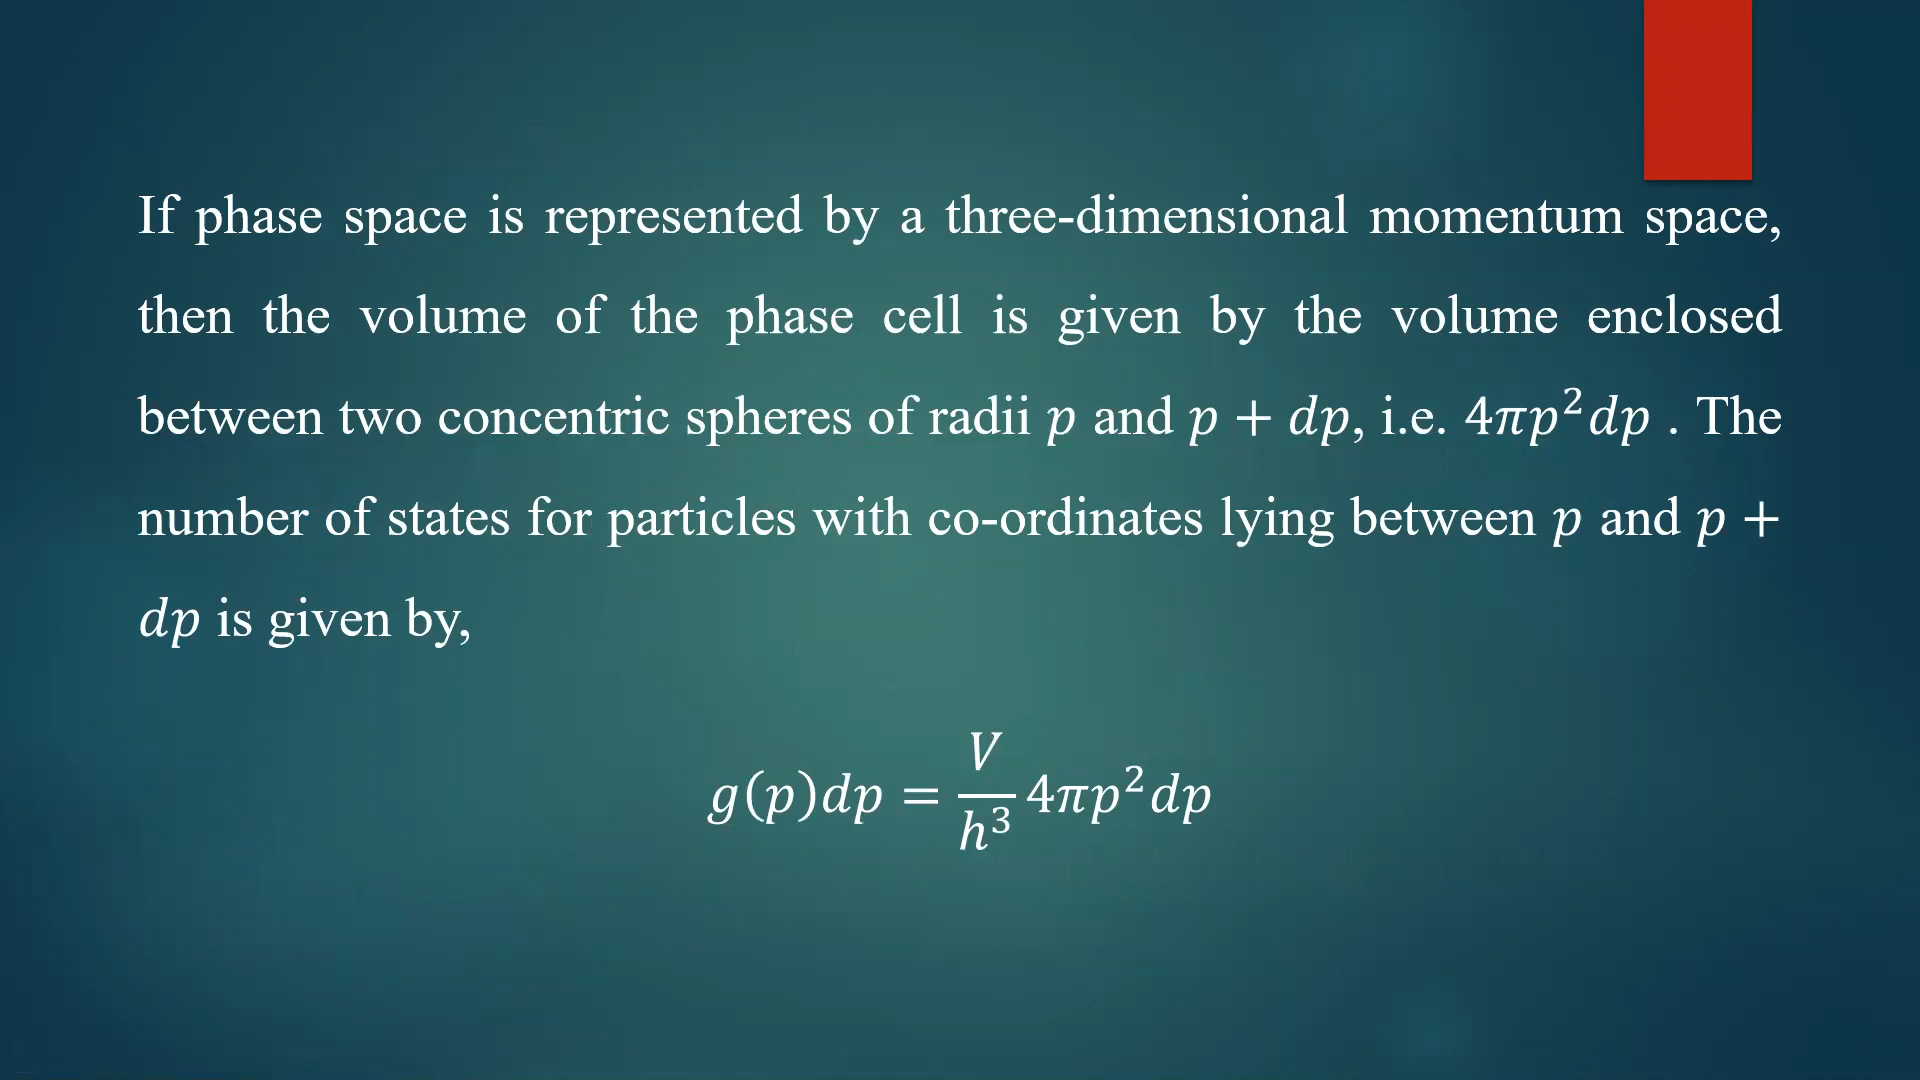 If phase space is represented by a three-dimensional momentum space,
then the volume of the phase cell is given by the volume enclosed
between two concentric spheres of radii 𝑝 and 𝑝 + 𝑑𝑝, i.e. 4𝜋𝑝²𝑑𝑝 . The
number of states for particles with co-ordinates lying between 𝑝 and 𝑝 +
𝑑𝑝 is given by,
𝑔(𝑝)𝑑𝑝 = 𝑉/ℎ³ 4𝜋𝑝²𝑑𝑝